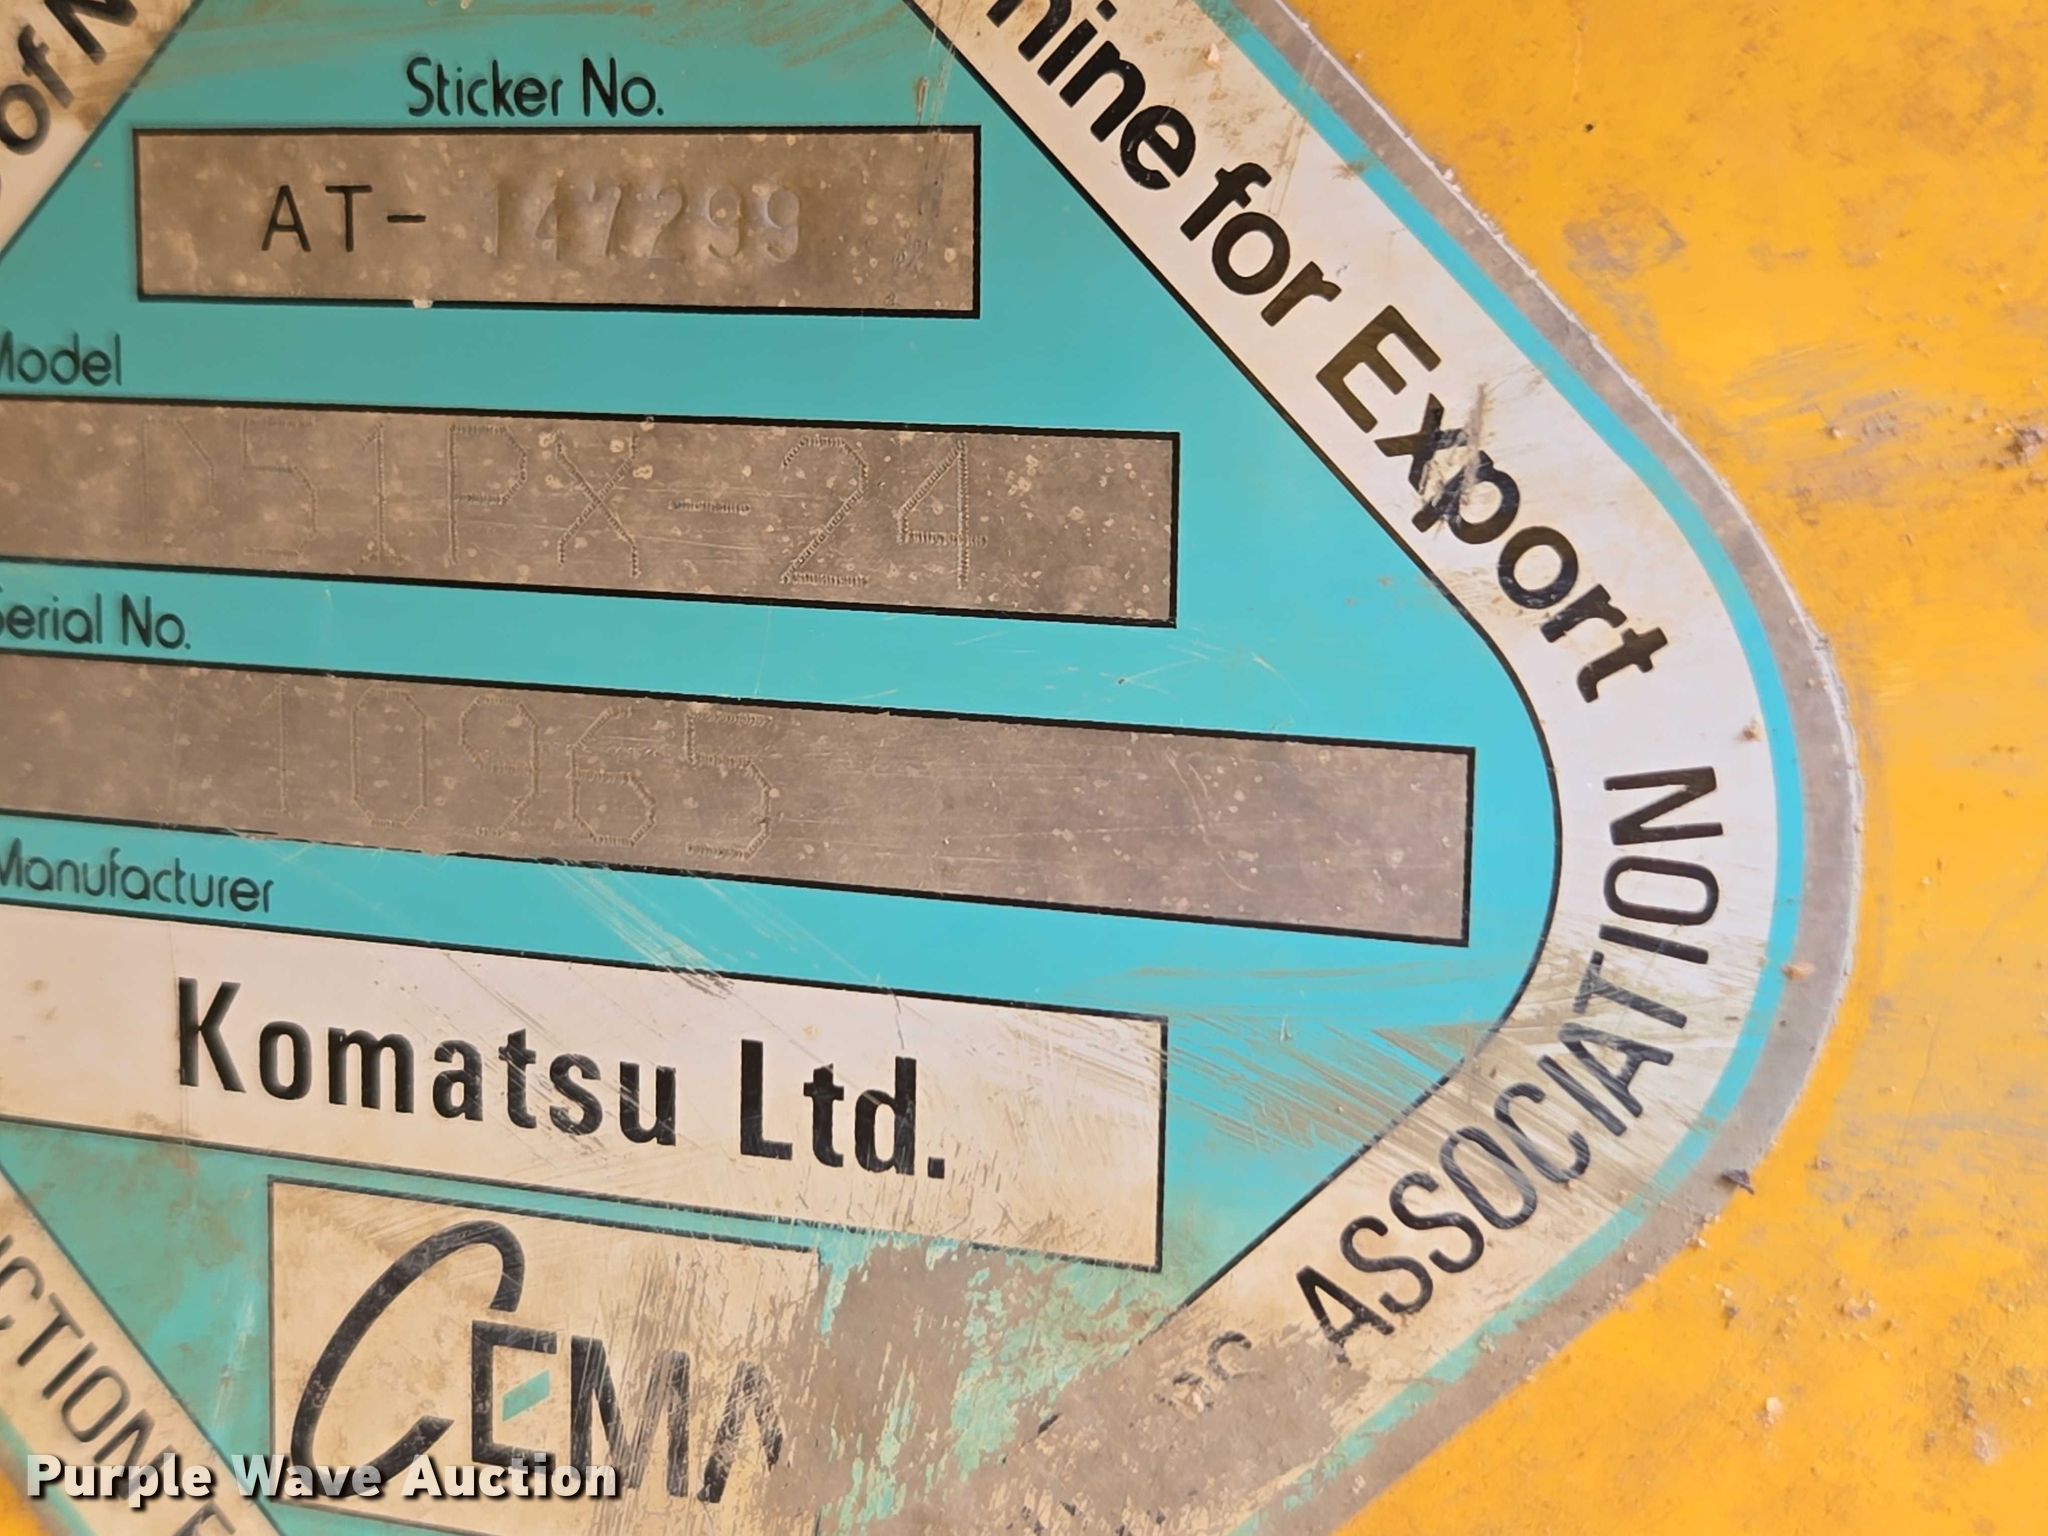 of N
Sticker No.
AT-147299
Model
D51PX-24
Serial No.
10965
Manufacturer
Komatsu Ltd.
CEMA
hine for Export
ASSOCIATION
UCTION E
Purple Wave Auction